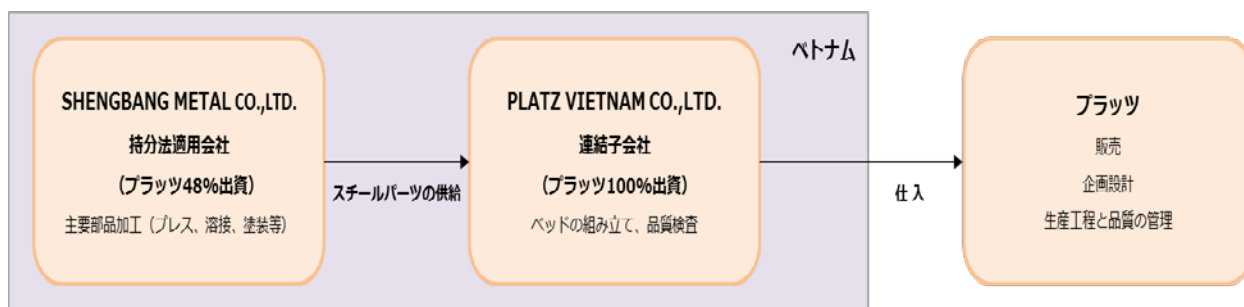 ベトナム
SHENGBANG METAL CO.,LTD.
持分法適用会社
(プラッツ48%出資)
主要部品加工(プレス、溶接、塗装等)
スチールパーツの供給
PLATZ VIETNAM CO.,LTD.
連結子会社
(プラッツ100%出資)
ベッドの組み立て、品質検査
仕入
プラッツ
販売
企画設計
生産工程と品質の管理